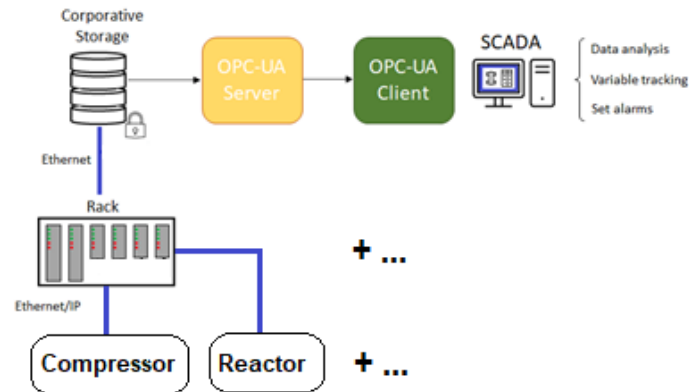 Corporative
Storage
OPC-UA
Server
OPC-UA
Client
SCADA
Data analysis
Variable tracking
Set alarms
Ethernet
Rack
+ ...
Ethernet/IP
Compressor
Reactor
+ ...